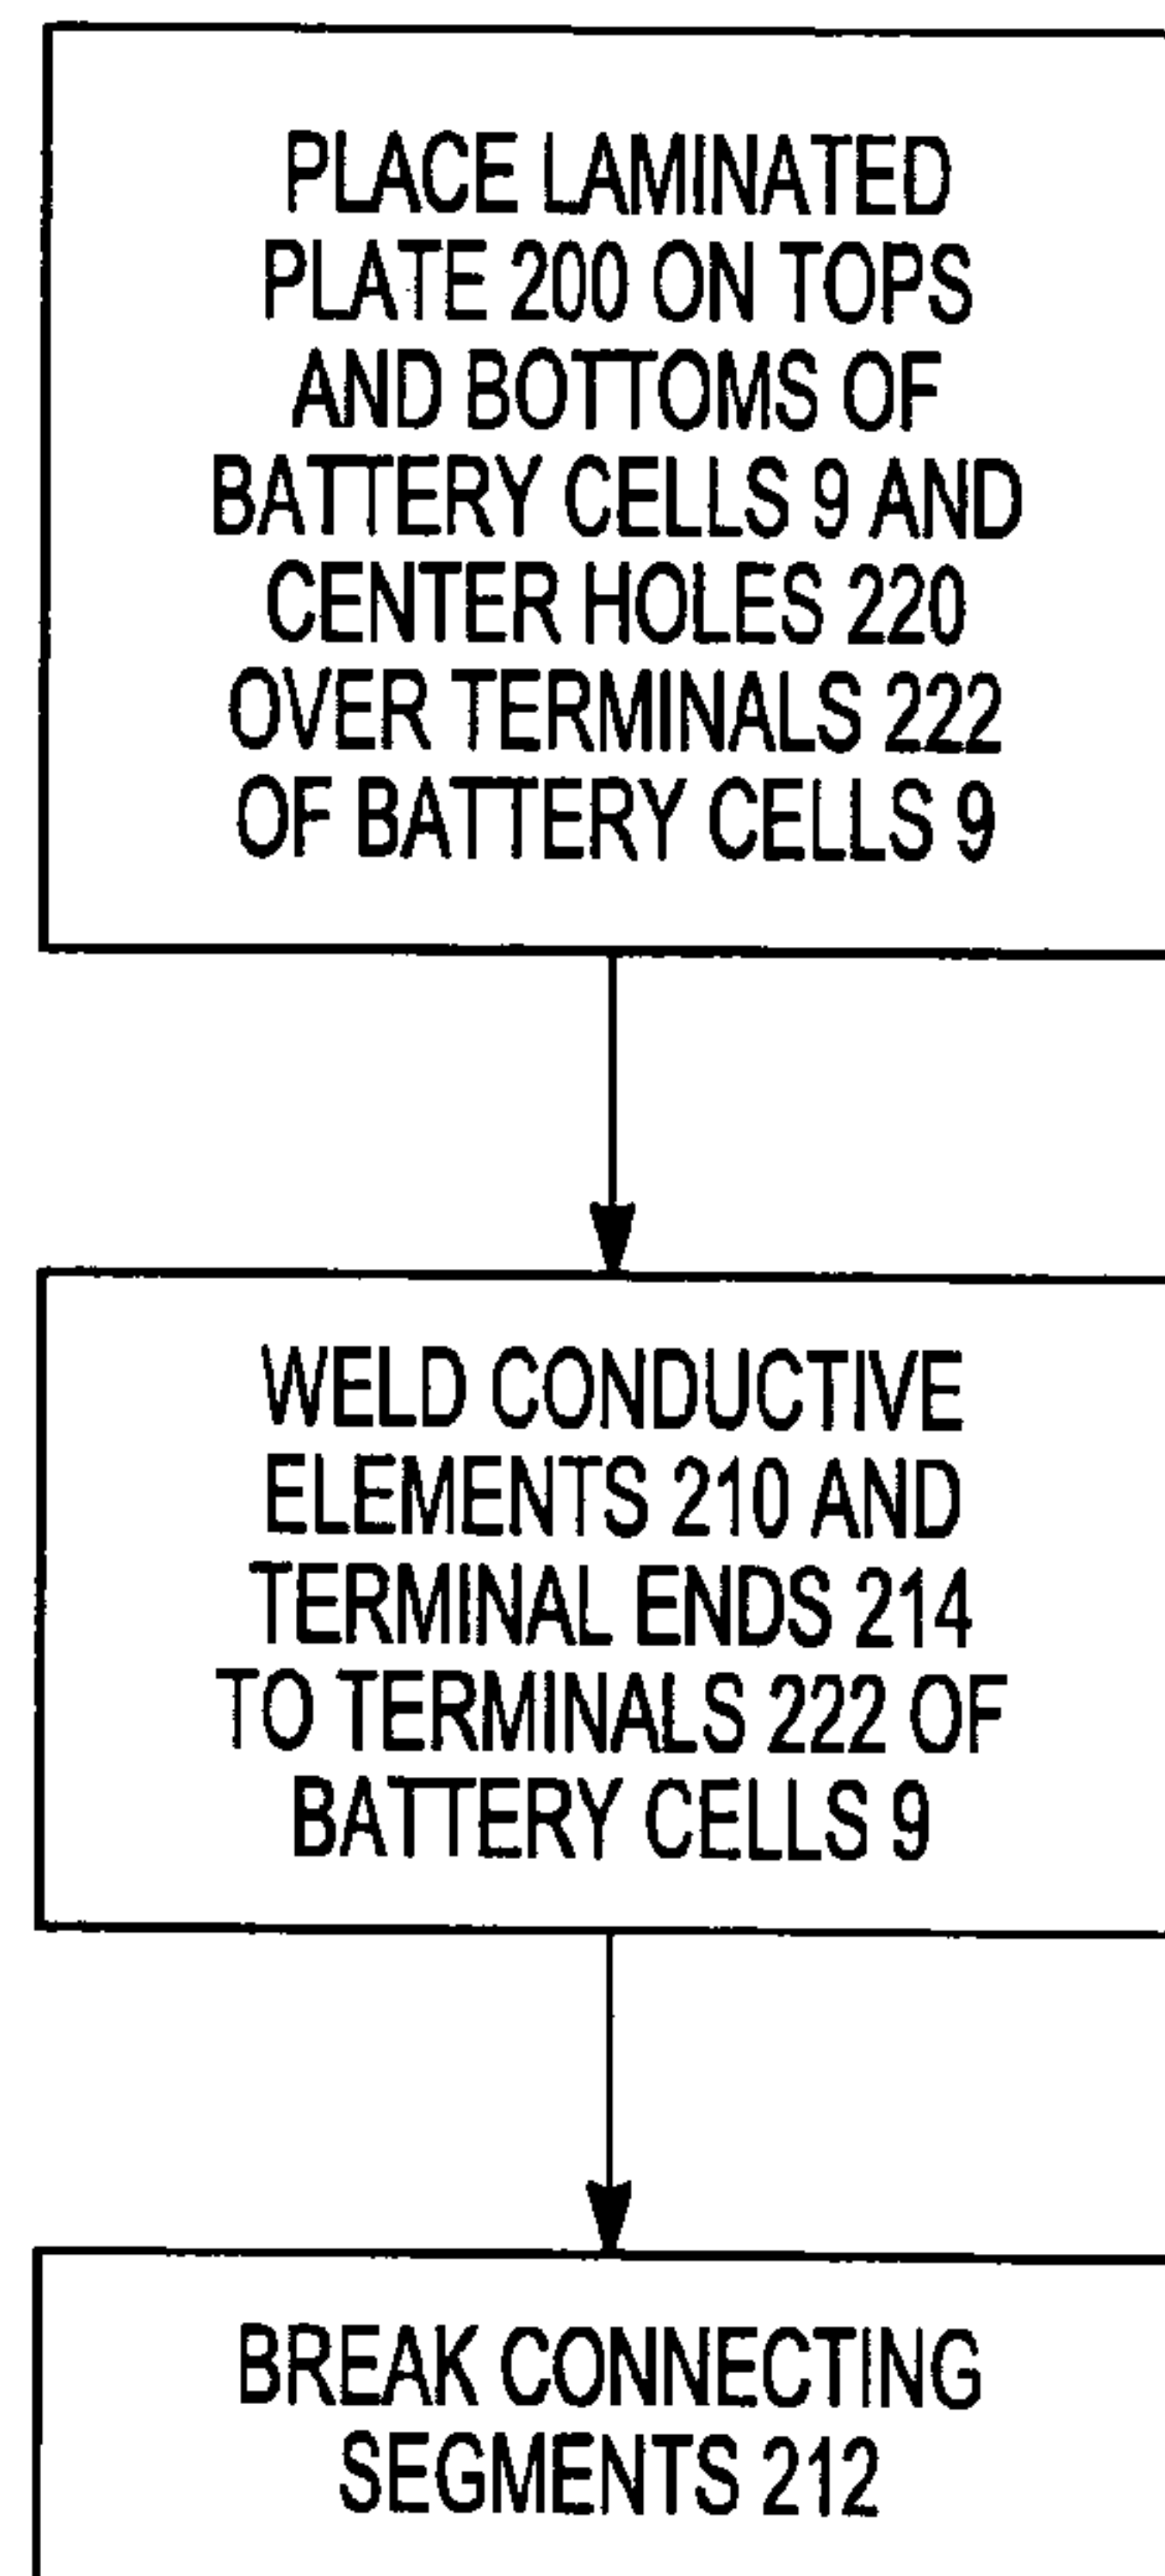 PLACE LAMINATED
PLATE 200 ON TOPS
AND BOTTOMS OF
BATTERY CELLS 9 AND
CENTER HOLES 220
OVER TERMINALS 222
OF BATTERY CELLS 9
WELD CONDUCTIVE
ELEMENTS 210 AND
TERMINAL ENDS 214
TO TERMINALS 222 OF
BATTERY CELLS 9
BREAK CONNECTING
SEGMENTS 212